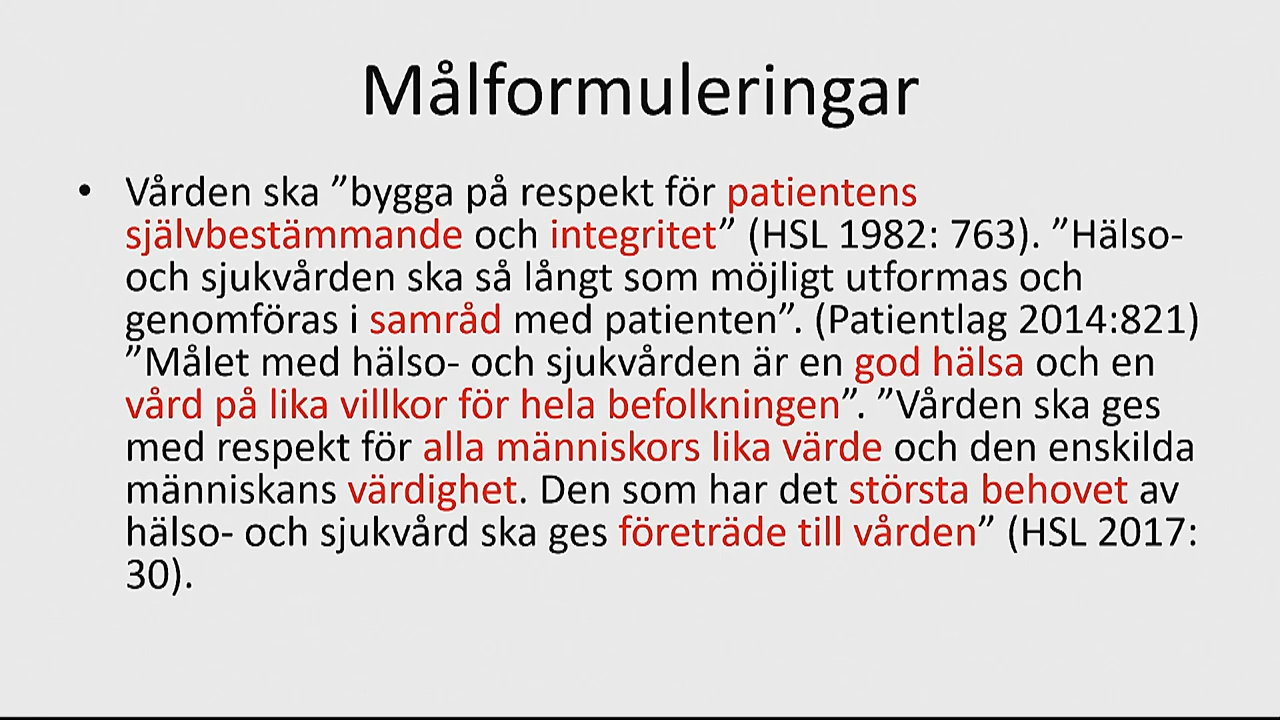 Målformuleringar
• Vården ska ”bygga på respekt för patientens
självbestämmande och integritet” (HSL 1982: 763). ”Hälso-
och sjukvården ska så långt som möjligt utformas och
genomföras i samråd med patienten”. (Patientlag 2014:821)
”Målet med hälso- och sjukvården är en god hälsa och en
vård på lika villkor för hela befolkningen”. ”Vården ska ges
med respekt för alla människors lika värde och den enskilda
människans värdighet. Den som har det största behovet av
hälso- och sjukvård ska ges företräde till vården” (HSL 2017:
30).